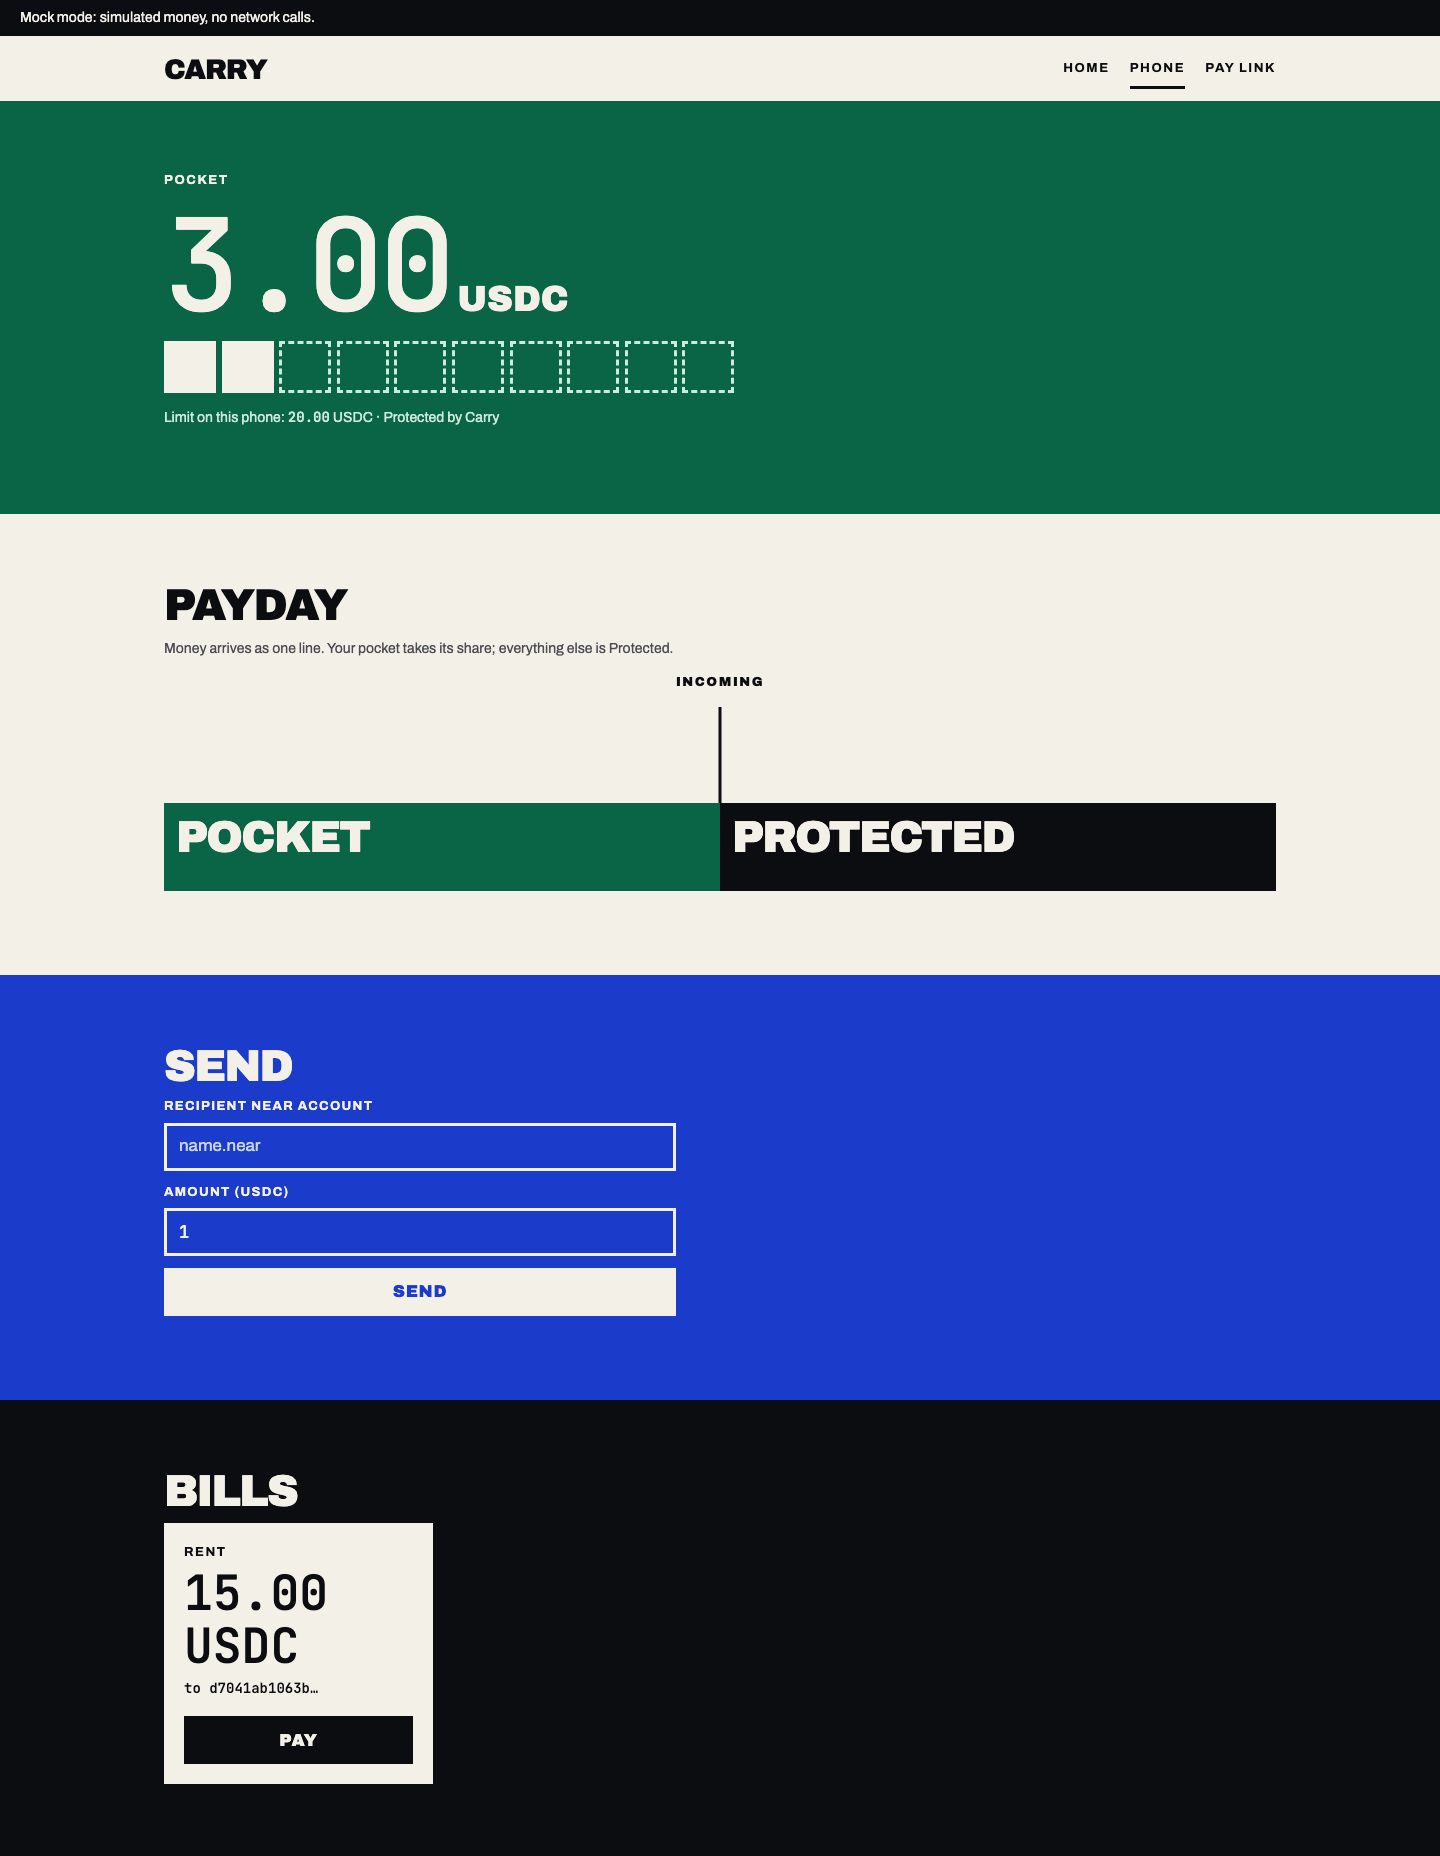 Mock mode: simulated money, no network calls.
CARRY
HOME PHONE PAY LINK
POCKET
3.00 USDC
Limit on this phone: 20.00 USDC · Protected by Carry
PAYDAY
Money arrives as one line. Your pocket takes its share; everything else is Protected.
INCOMING
POCKET PROTECTED
SEND
RECIPIENT NEAR ACCOUNT
name.near
AMOUNT (USDC)
1
SEND
BILLS
RENT
15.00
USDC
to d7041ab1063b…
PAY